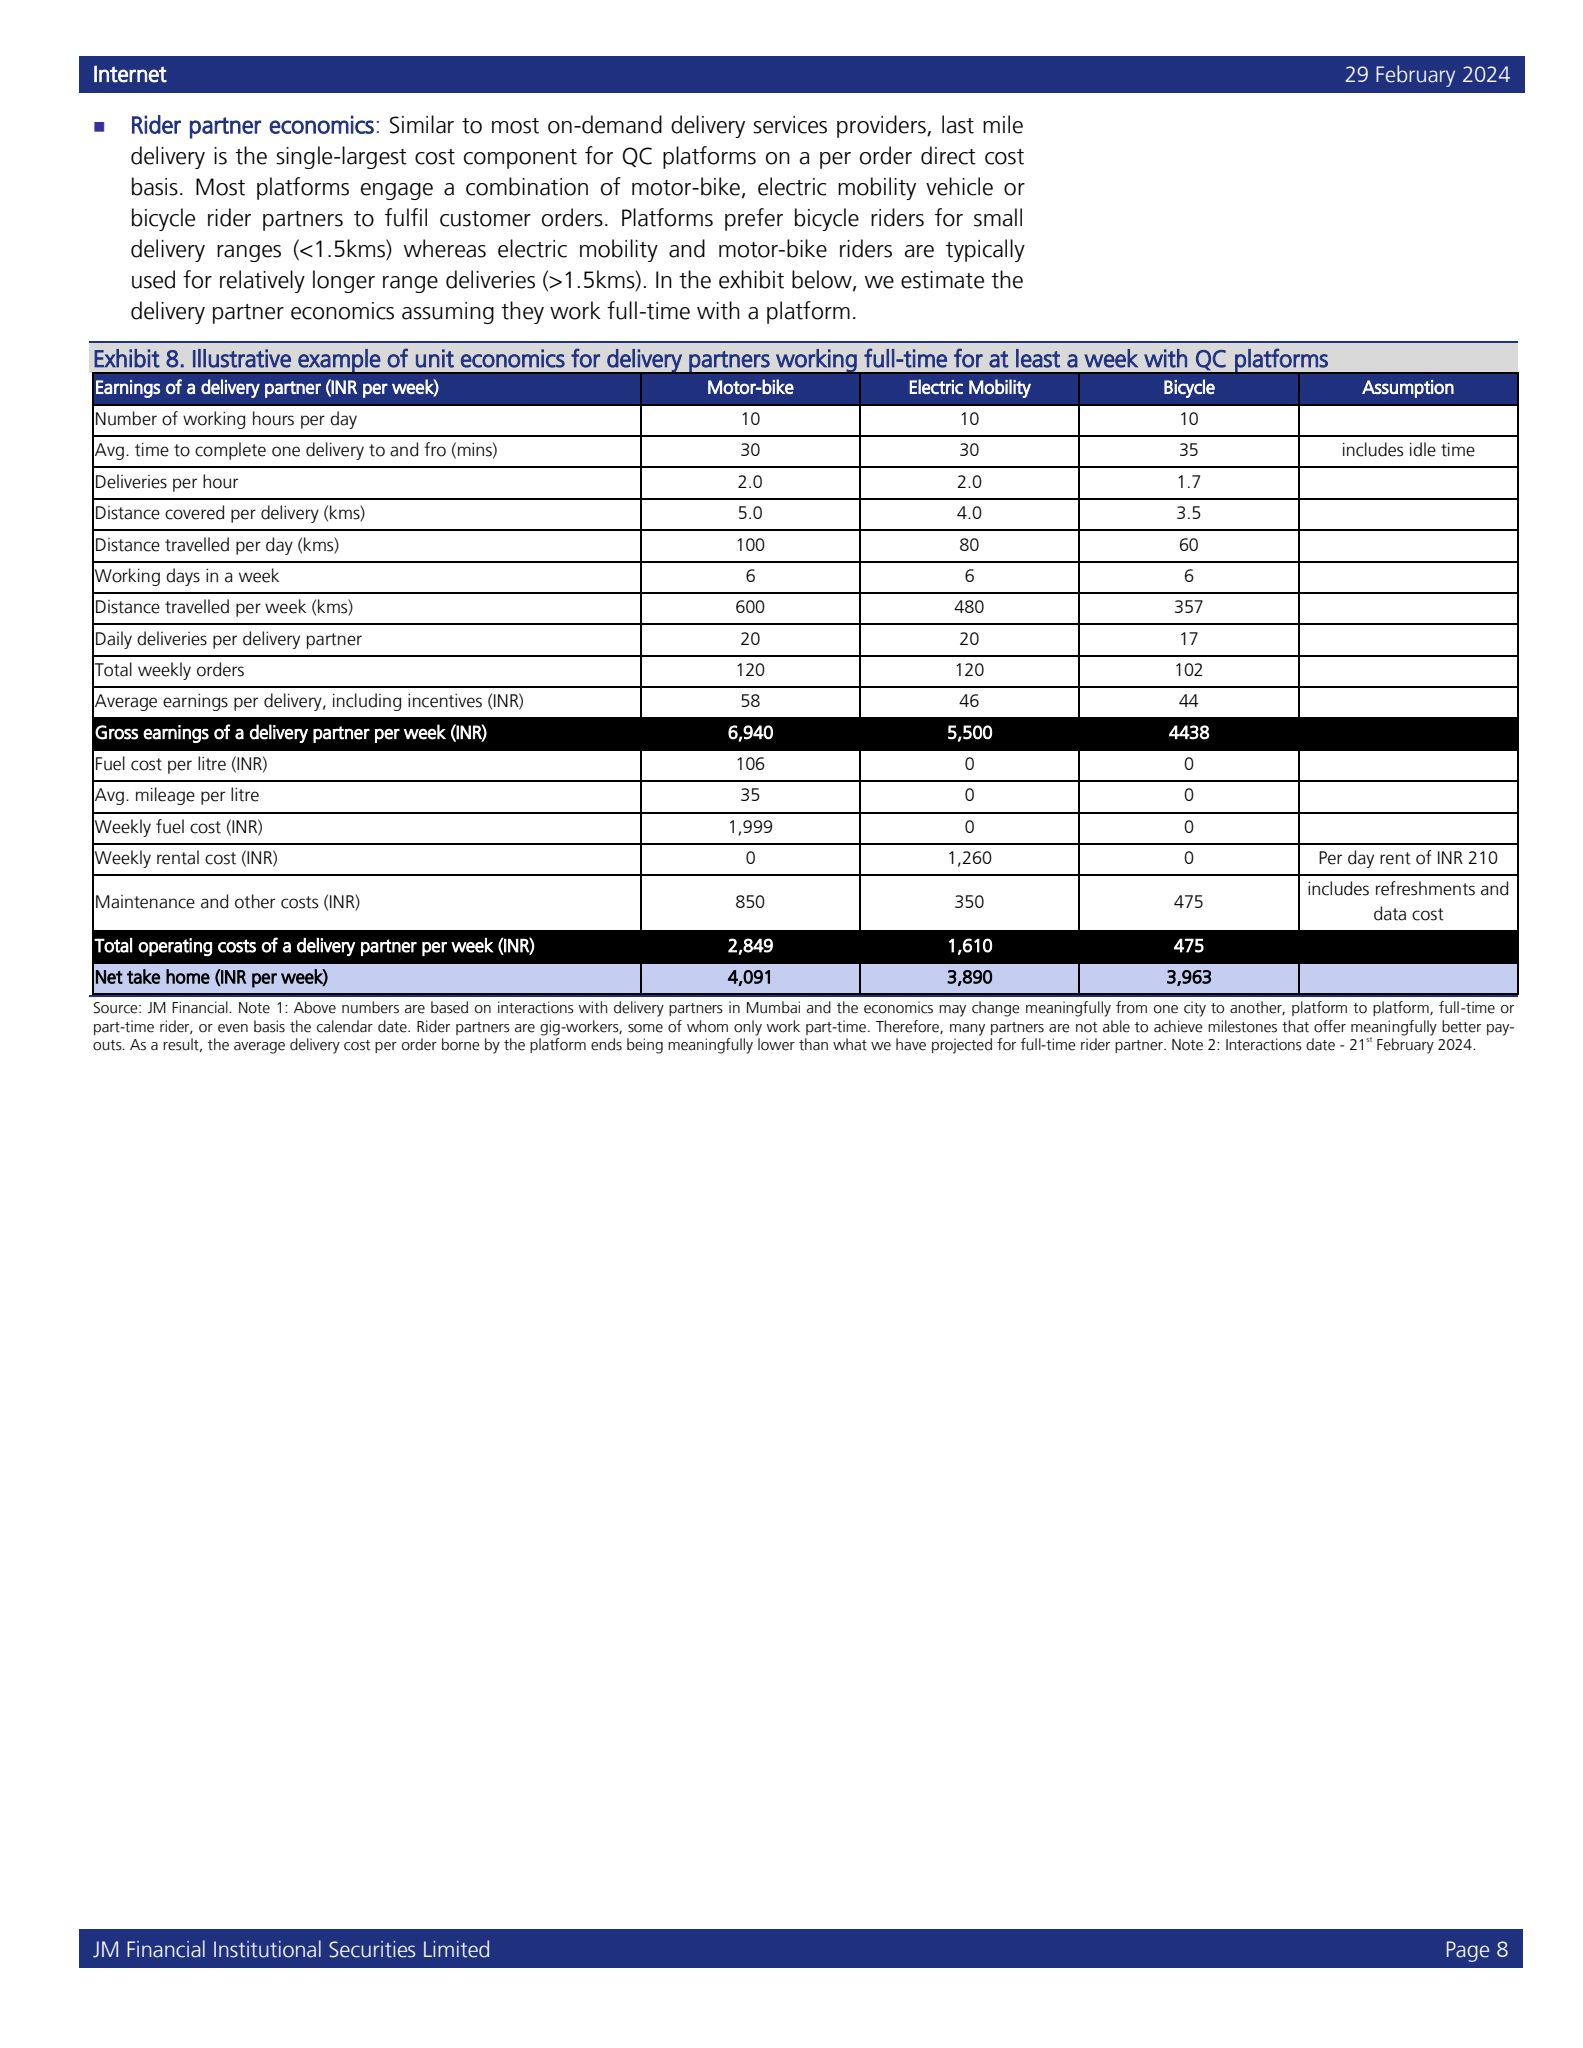 Internet 29 February 2024
■ Rider partner economics: Similar to most on-demand delivery services providers, last mile
delivery is the single-largest cost component for QC platforms on a per order direct cost
basis. Most platforms engage a combination of motor-bike, electric mobility vehicle or
bicycle rider partners to fulfil customer orders. Platforms prefer bicycle riders for small
delivery ranges (<1.5kms) whereas electric mobility and motor-bike riders are typically
used for relatively longer range deliveries (>1.5kms). In the exhibit below, we estimate the
delivery partner economics assuming they work full-time with a platform.
Exhibit 8. Illustrative example of unit economics for delivery partners working full-time for at least a week with QC platforms
Earnings of a delivery partner (INR per week) Motor-bike Electric Mobility Bicycle Assumption
Number of working hours per day 10 10 10
Avg. time to complete one delivery to and fro (mins) 30 30 35 includes idle time
Deliveries per hour 2.0 2.0 1.7
Distance covered per delivery (kms) 5.0 4.0 3.5
Distance travelled per day (kms) 100 80 60
Working days in a week 6 6 6
Distance travelled per week (kms) 600 480 357
Daily deliveries per delivery partner 20 20 17
Total weekly orders 120 120 102
Average earnings per delivery, including incentives (INR) 58 46 44
Gross earnings of a delivery partner per week (INR) 6,940 5,500 4438
Fuel cost per litre (INR) 106 0 0
Avg. mileage per litre 35 0 0
Weekly fuel cost (INR) 1,999 0 0
Weekly rental cost (INR) 0 1,260 0 Per day rent of INR 210
Maintenance and other costs (INR) 850 350 475 includes refreshments and
data cost
Total operating costs of a delivery partner per week (INR) 2,849 1,610 475
Net take home (INR per week) 4,091 3,890 3,963
Source: JM Financial. Note 1: Above numbers are based on interactions with delivery partners in Mumbai and the economics may change meaningfully from one city to another, platform to platform, full-time or
part-time rider, or even basis the calendar date. Rider partners are gig-workers, some of whom only work part-time. Therefore, many partners are not able to achieve milestones that offer meaningfully better pay-
outs. As a result, the average delivery cost per order borne by the platform ends being meaningfully lower than what we have projected for full-time rider partner. Note 2: Interactions date - 21st February 2024.
JM Financial Institutional Securities Limited Page 8